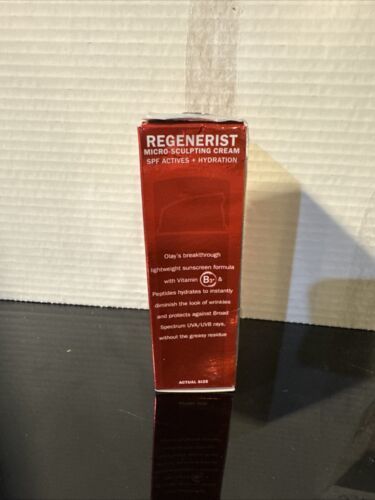 REGENERIST
MICRO-SCULPTING CREAM
SPF ACTIVES + HYDRATION
Olay's breakthrough
lightweight sunscreen formula
with Vitamin B3+ &
Peptides hydrates to instantly
diminish the look of wrinkles
and protects against Broad
Spectrum UVA/UVB rays,
without the greasy residue
ACTUAL SIZE